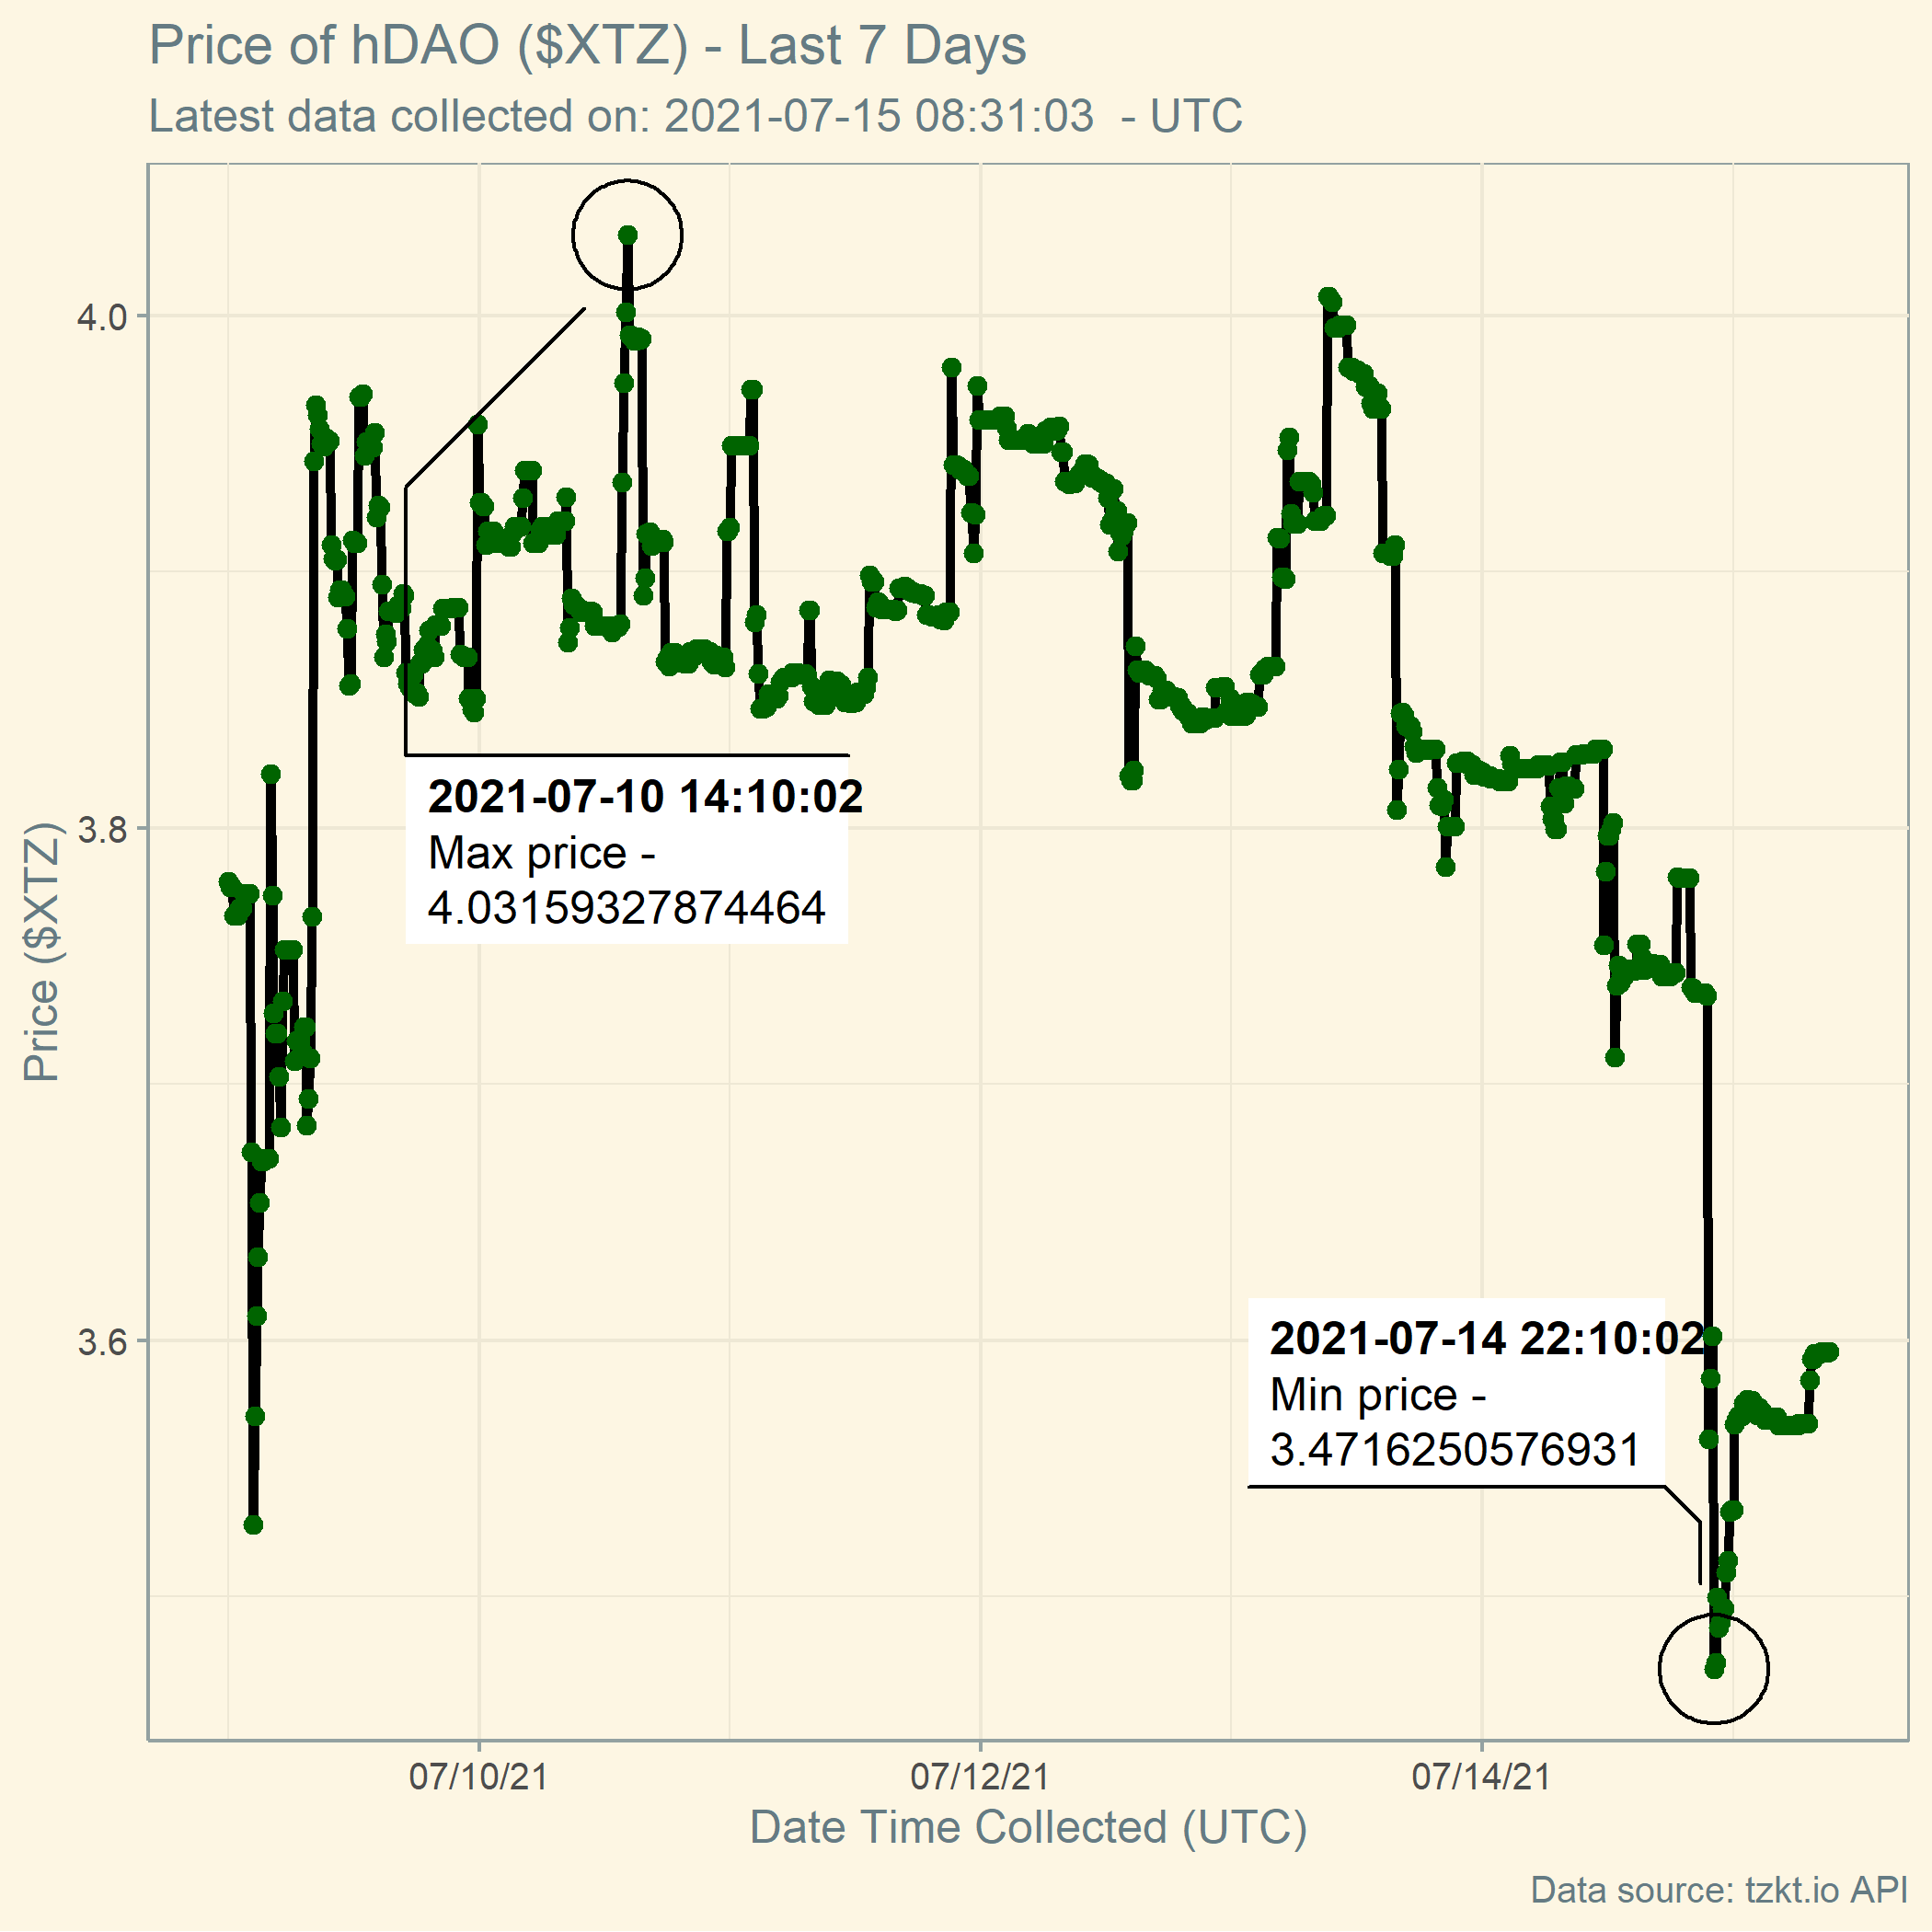 Price of hDAO ($XTZ) - Last 7 Days
Latest data collected on: 2021-07-15 08:31:03  - UTC
4.0
3.8
3.6
Price ($XTZ)
2021-07-10 14:10:02
Max price -
4.03159327874464
2021-07-14 22:10:02
Min price -
3.4716250576931
07/10/21
07/12/21
07/14/21
Date Time Collected (UTC)
Data source: tzkt.io API